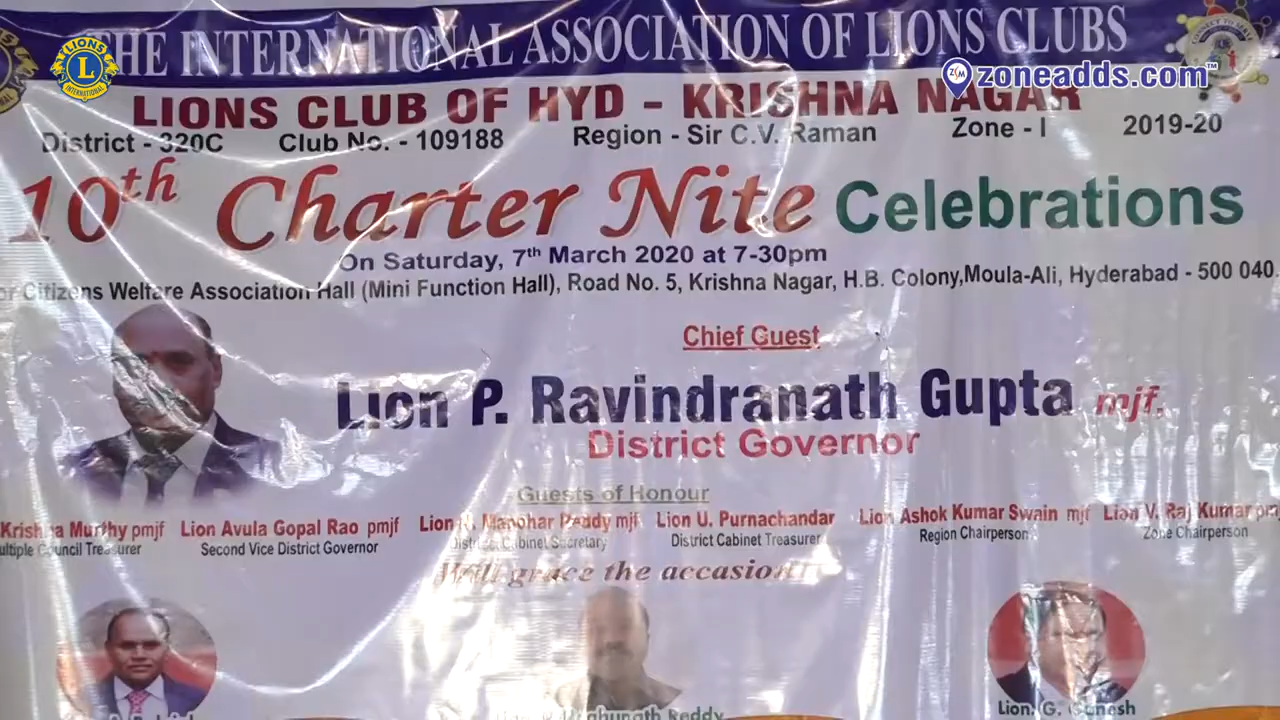 THE INTERNATIONAL ASSOCIATION OF LIONS CLUBS
LIONS INTERNATIONAL
zoneadds.com™
LIONS CLUB OF HYD - KRISHNA NAGAR
District - 320C Club No. - 109188 Region - Sir C.V. Raman Zone - I 2019-20
10th Charter Nite Celebrations
On Saturday, 7th March 2020 at 7-30pm
Citizens Welfare Association Hall (Mini Function Hall), Road No. 5, Krishna Nagar, H.B. Colony,Moula-Ali, Hyderabad - 500 040.
Chief Guest
Lion P. Ravindranath Gupta mjf.
District Governor
Guests of Honour
Krishna Murthy pmjf Lion Avula Gopal Rao pmjf Lion Manohar Reddy mjf Lion U. Purnachandar Lion Ashok Kumar Swain mjf Lion V. Raj Kumar
Council Treasurer Second Vice District Governor District Cabinet Secretary District Cabinet Treasurer Region Chairperson Zone Chairperson
Will grace the accasion
Reddy
Lion. G. Ganesh